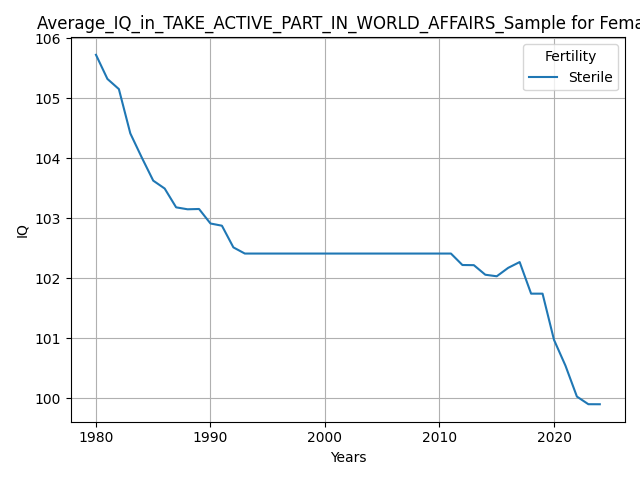 Average_IQ_in_TAKE_ACTIVE_PART_IN_WORLD_AFFAIRS_Sample for Fema
106
105
104
103
102
101
100
IQ
Fertility
Sterile
1980 1990 2000 2010 2020
Years